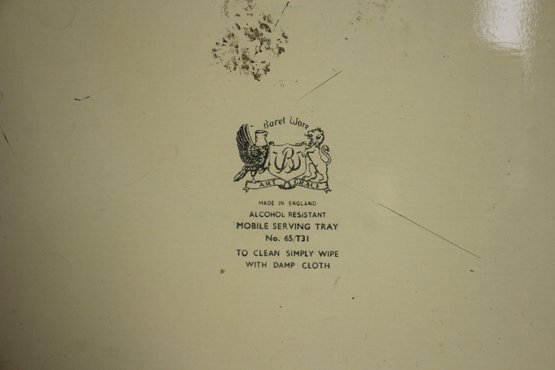 Baret Ware
BW
ART GRACE
MADE IN ENGLAND
ALCOHOL RESISTANT
MOBILE SERVING TRAY
No. 65/T31
TO CLEAN SIMPLY WIPE
WITH DAMP CLOTH